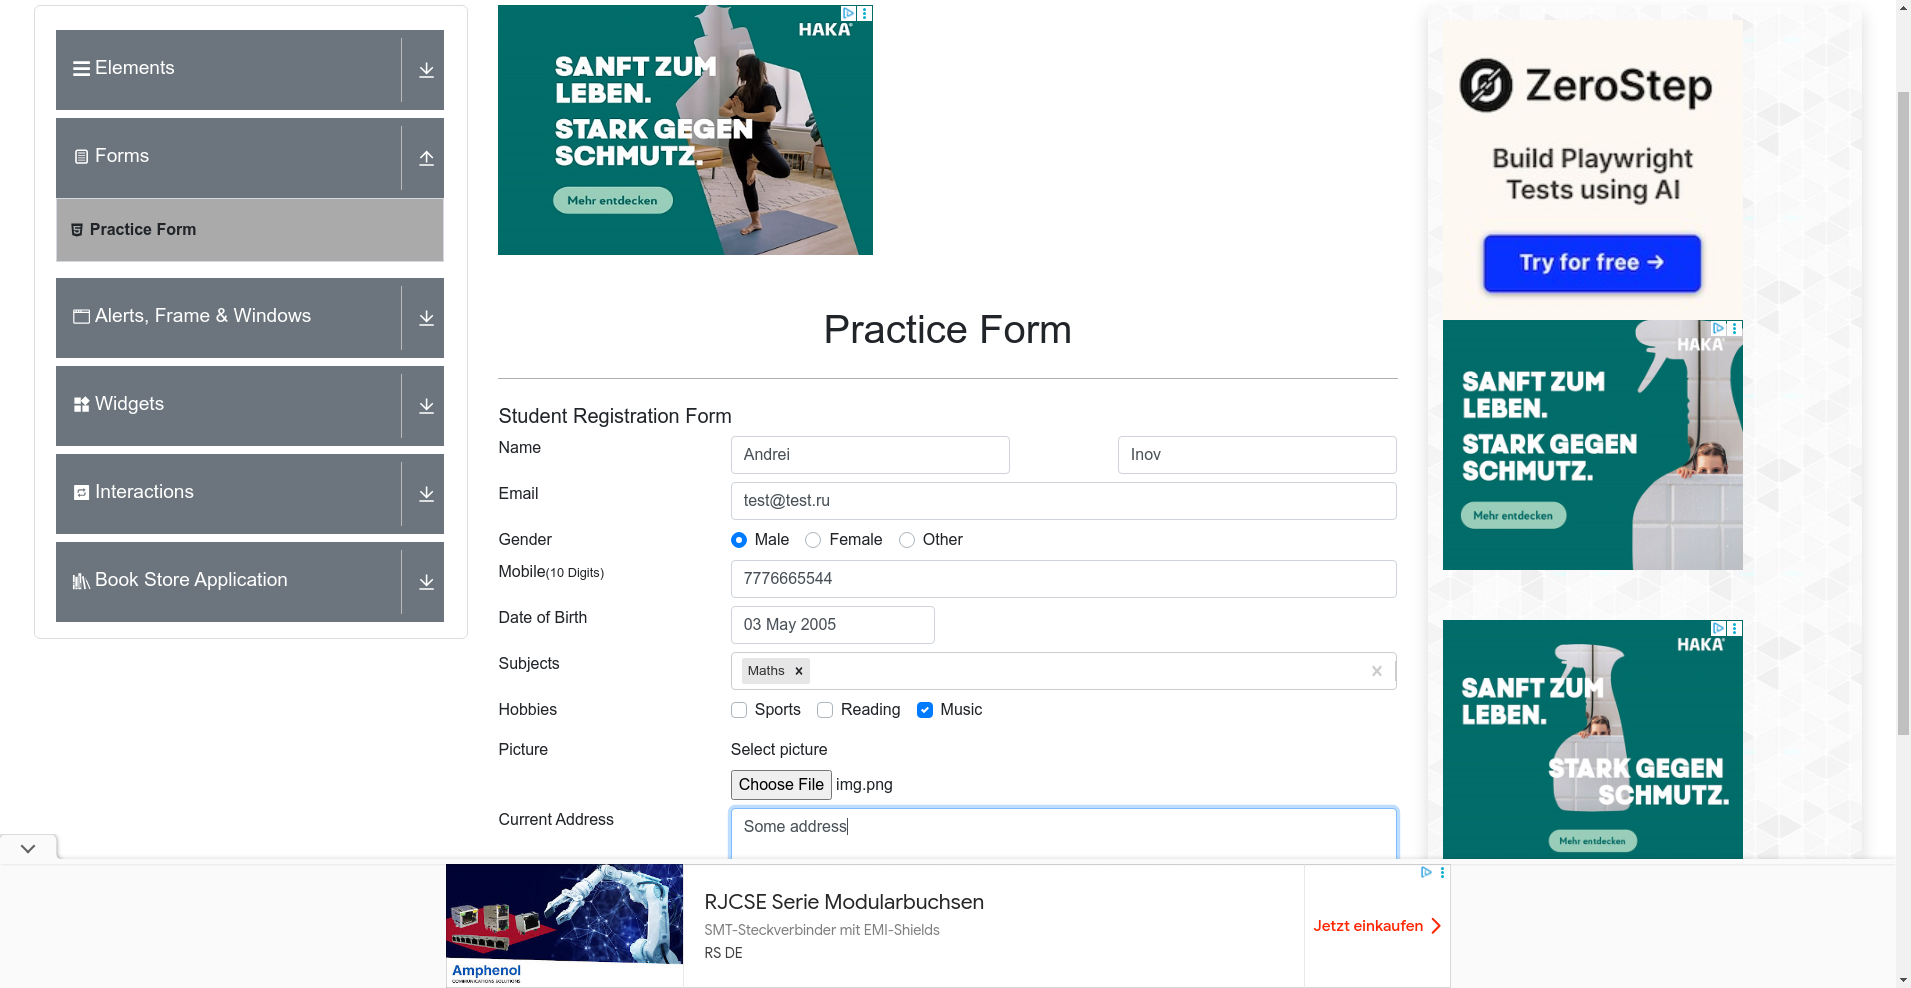 Elements
Forms
Practice Form
Alerts, Frame & Windows
Widgets
Interactions
Book Store Application
HAKA
SANFT ZUM
LEBEN.
STARK GEGEN
SCHMUTZ.
Mehr entdecken
Practice Form
Student Registration Form
Name
Andrei
Inov
Email
test@test.ru
Gender
Male
Female
Other
Mobile(10 Digits)
7776665544
Date of Birth
03 May 2005
Subjects
Maths
Hobbies
Sports
Reading
Music
Picture
Select picture
Choose File
img.png
Current Address
Some address
ZeroStep
Build Playwright
Tests using AI
Try for free →
HAKA
SANFT ZUM
LEBEN.
STARK GEGEN
SCHMUTZ.
Mehr entdecken
HAKA
SANFT ZUM
LEBEN.
STARK GEGEN
SCHMUTZ.
Mehr entdecken
Amphenol
COMMUNICATIONS SOLUTIONS
RJCSE Serie Modularbuchsen
SMT-Steckverbinder mit EMI-Shields
RS DE
Jetzt einkaufen